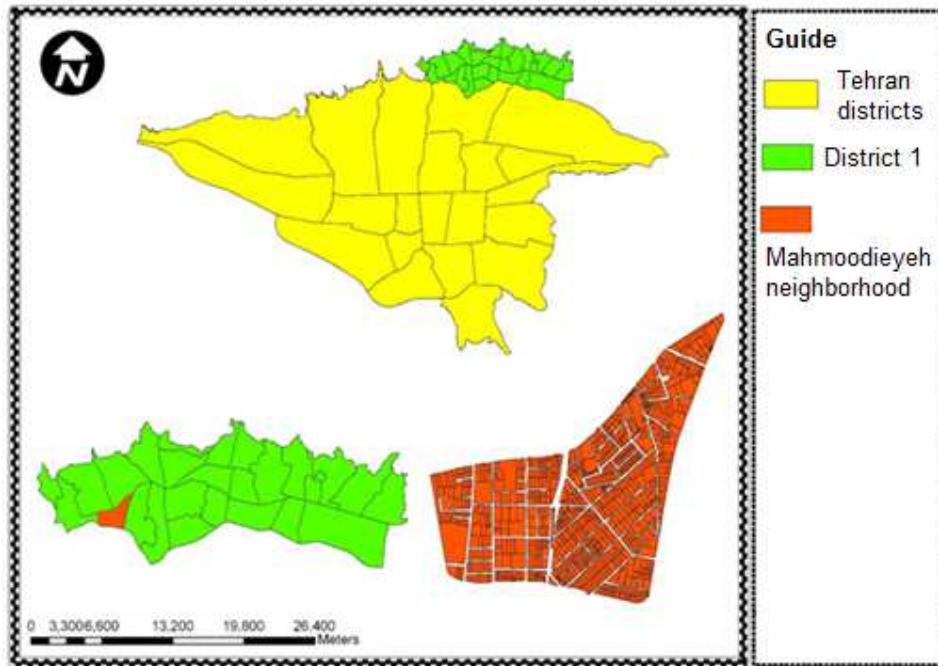 N
Guide
Tehran
districts
District 1
Mahmoodieyeh
neighborhood
0 3,3006,600 13,200 19,800 26,400
Meters